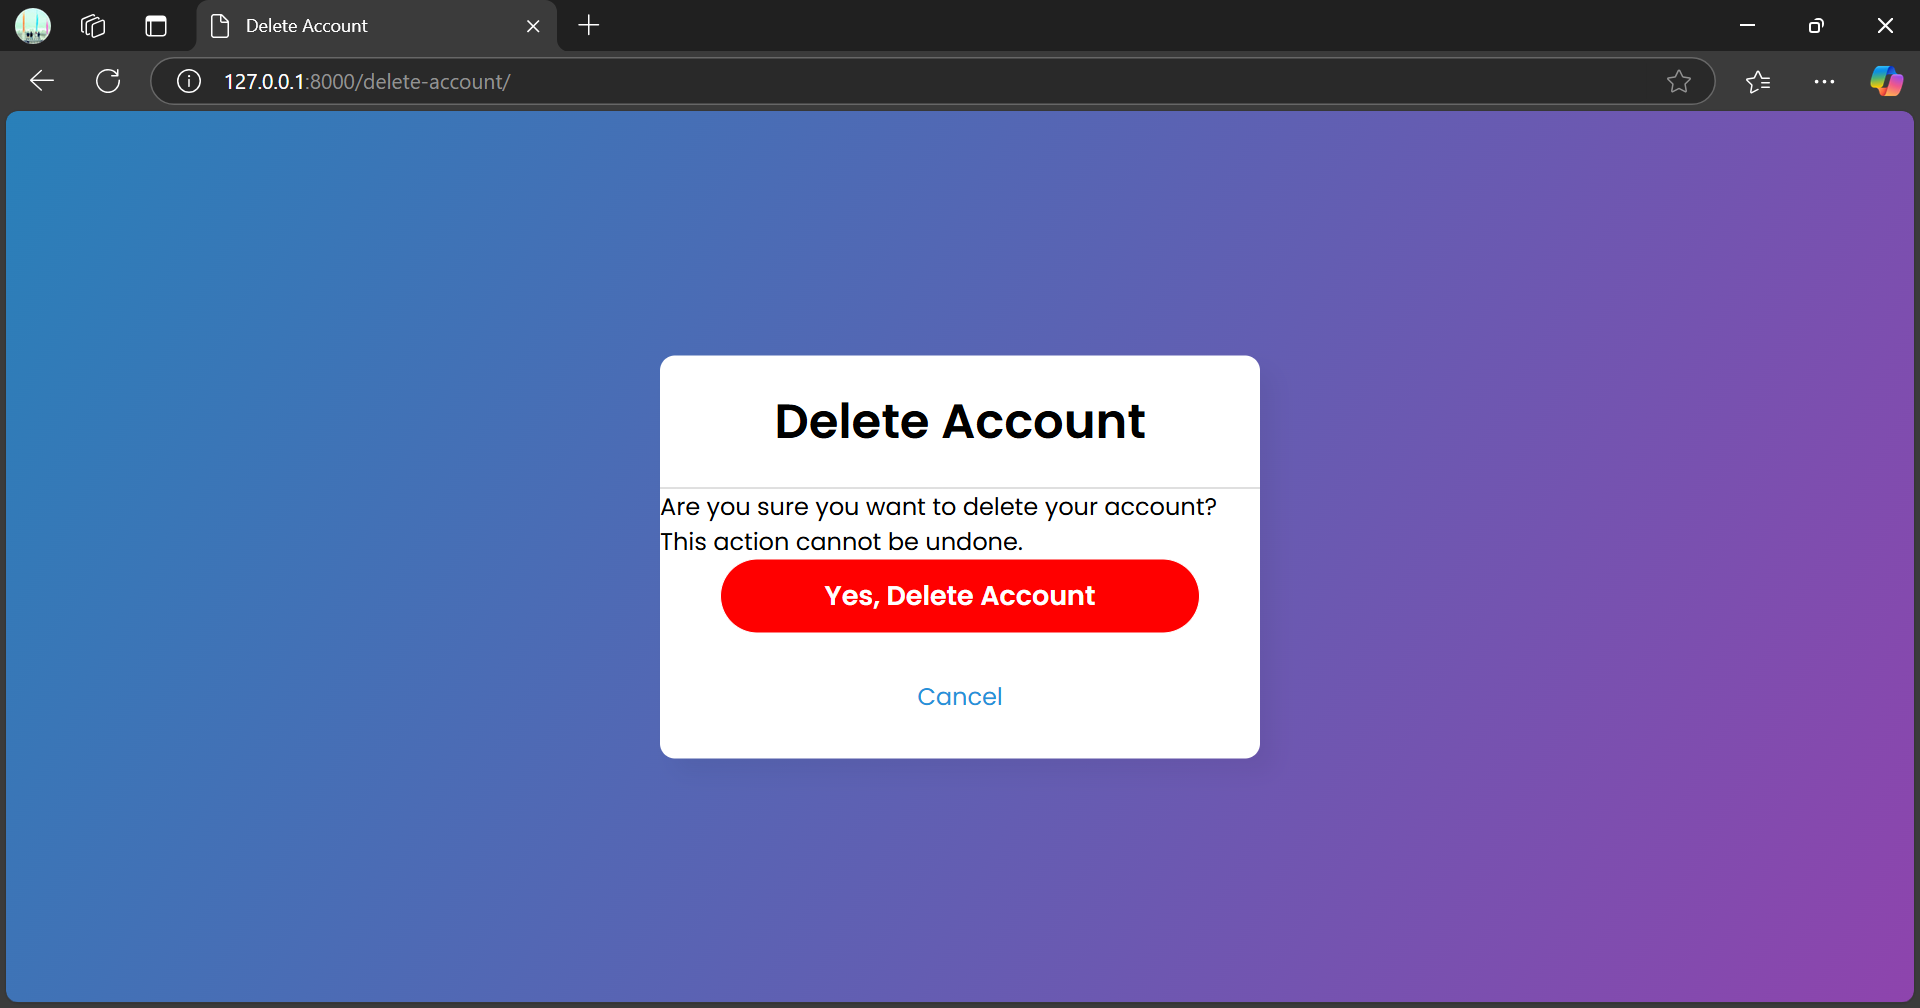 Delete Account
127.0.0.1:8000/delete-account/
Delete Account
Are you sure you want to delete your account?
This action cannot be undone.
Yes, Delete Account
Cancel